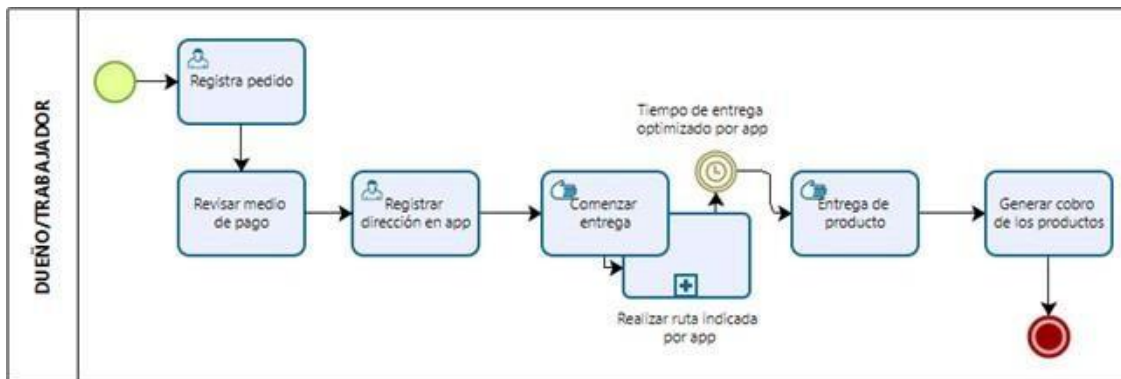 DUEÑO/TRABAJADOR
Registra pedido
Revisar medio
de pago
Registrar
dirección en app
Comenzar
entrega
Realizar ruta indicada
por app
Tiempo de entrega
optimizado por app
Entrega de
producto
Generar cobro
de los productos